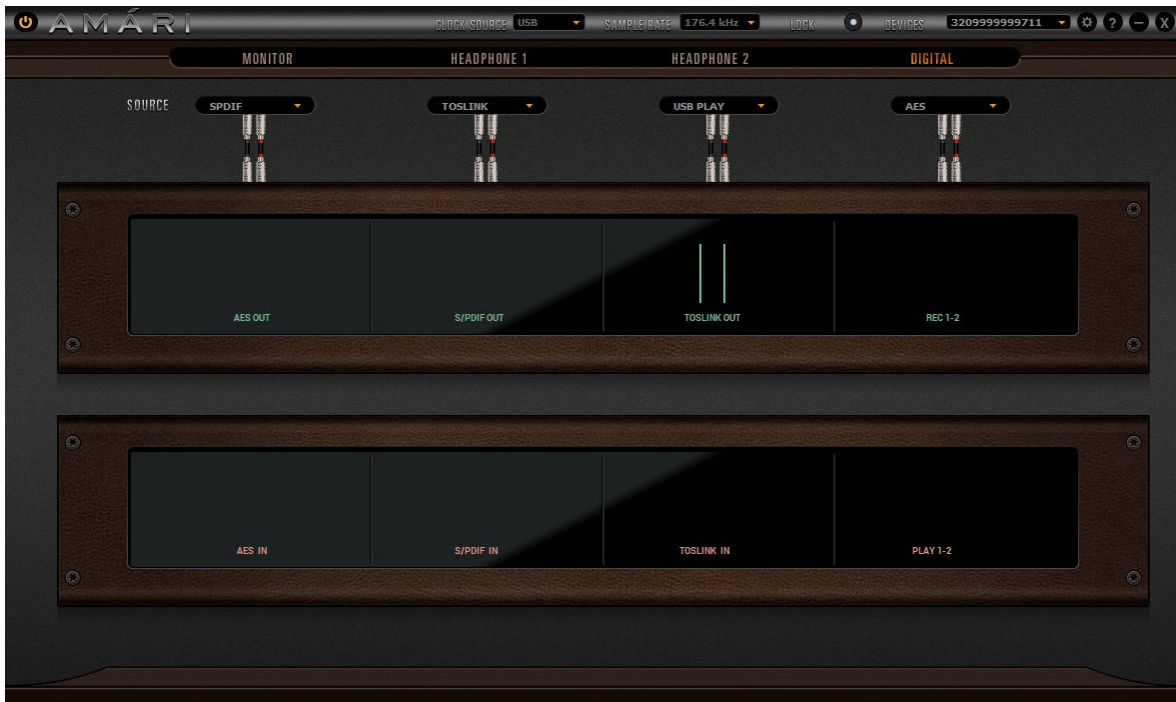 AMÁRI CLOCK SOURCE USB SAMPLE RATE 176.4 kHz LOCK DEVICES 3209999999711 ? X
MONITOR HEADPHONE 1 HEADPHONE 2 DIGITAL
SOURCE SPDIF TOSLINK USB PLAY AES
AES OUT S/PDIF OUT TOSLINK OUT REC 1-2
AES IN S/PDIF IN TOSLINK IN PLAY 1-2